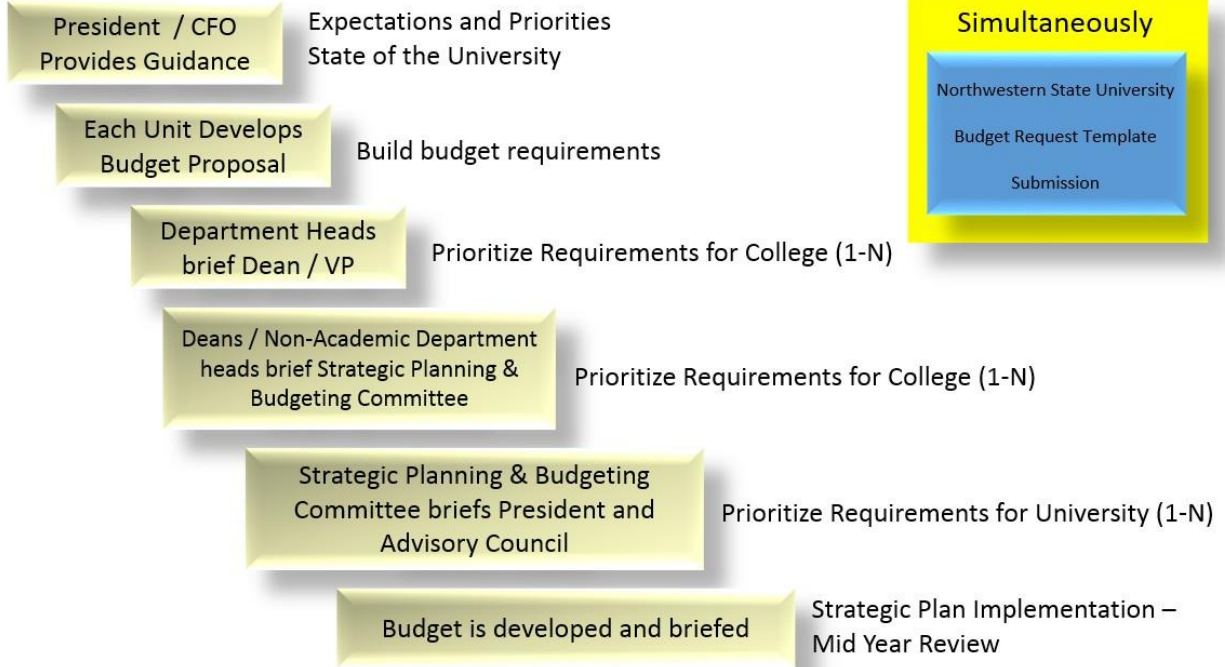 President / CFO
Provides Guidance
Expectations and Priorities
State of the University
Simultaneously
Northwestern State University
Budget Request Template
Submission
Each Unit Develops
Budget Proposal
Build budget requirements
Department Heads
brief Dean / VP
Prioritize Requirements for College (1-N)
Deans / Non-Academic Department
heads brief Strategic Planning &
Budgeting Committee
Prioritize Requirements for College (1-N)
Strategic Planning & Budgeting
Committee briefs President and
Advisory Council
Prioritize Requirements for University (1-N)
Budget is developed and briefed
Strategic Plan Implementation –
Mid Year Review